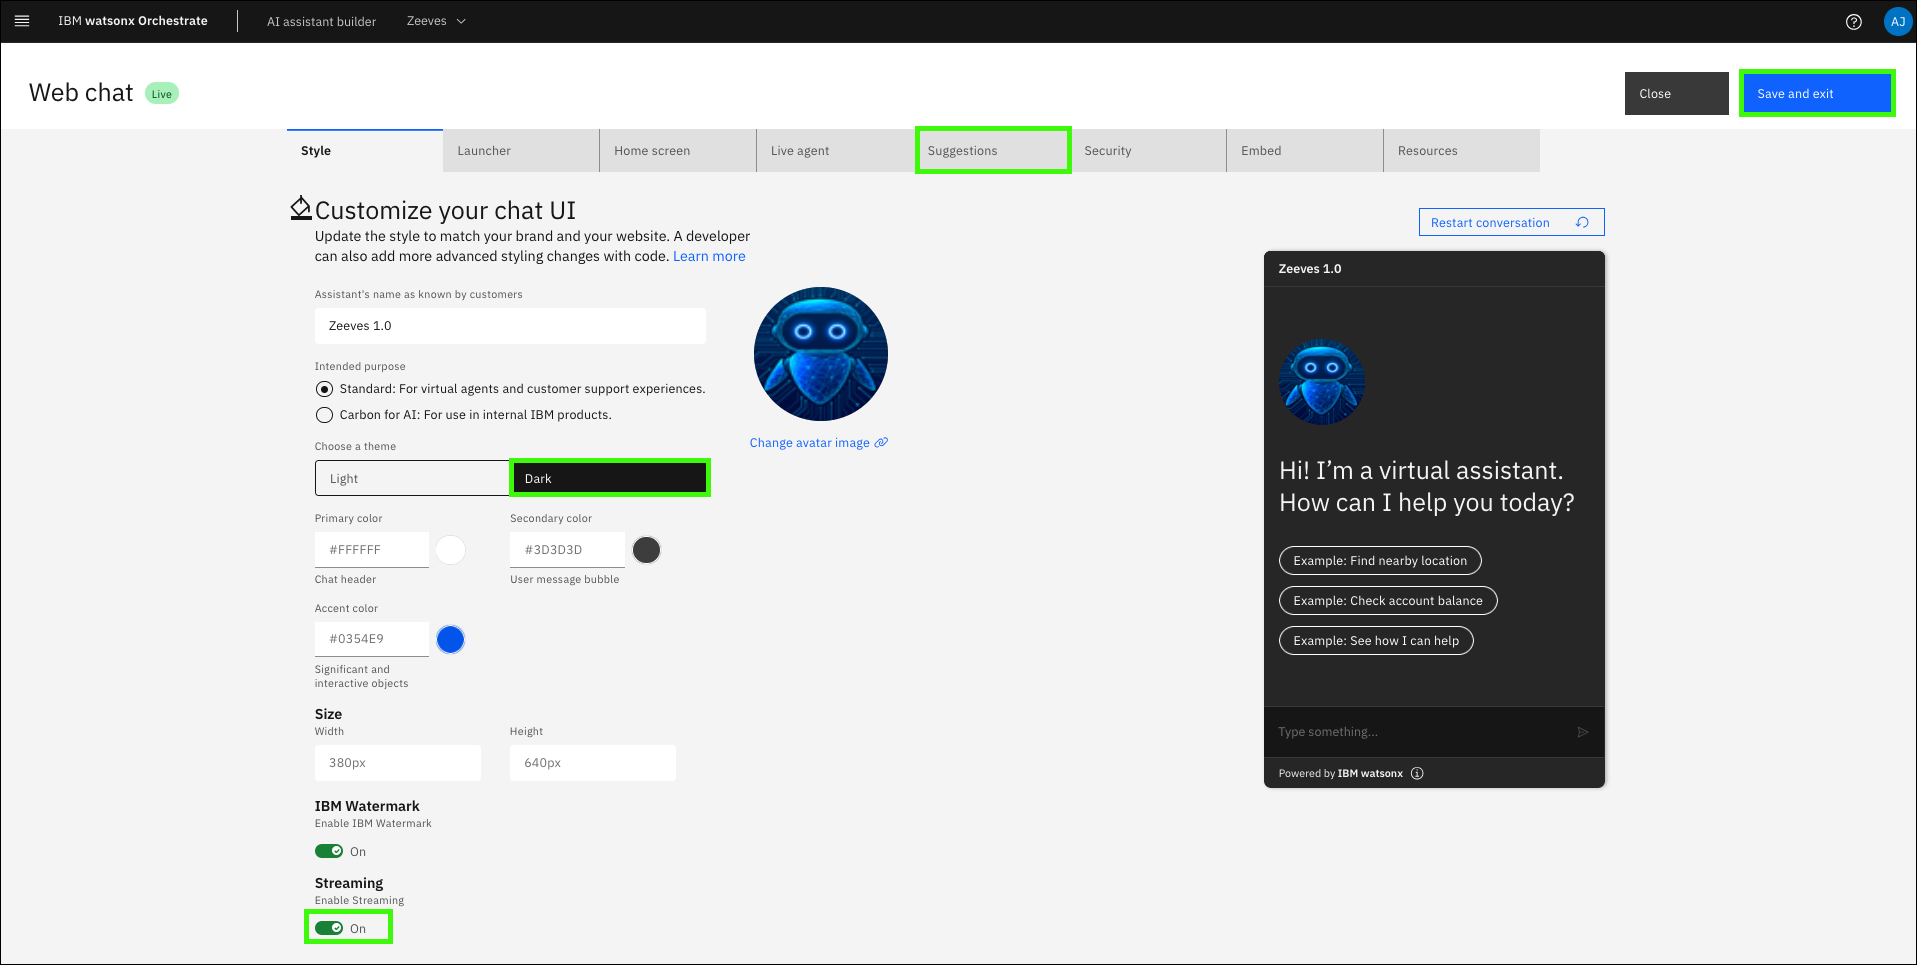 IBM watsonx Orchestrate
AI assistant builder
Zeeves
AJ
Web chat
Live
Close
Save and exit
Style
Launcher
Home screen
Live agent
Suggestions
Security
Embed
Resources
Customize your chat UI
Update the style to match your brand and your website. A developer
can also add more advanced styling changes with code. Learn more
Restart conversation
Assistant's name as known by customers
Zeeves 1.0
Intended purpose
Standard: For virtual agents and customer support experiences.
Carbon for AI: For use in internal IBM products.
Change avatar image
Choose a theme
Light
Dark
Primary color
Secondary color
#FFFFFF
#3D3D3D
Chat header
User message bubble
Accent color
#0354E9
Significant and
interactive objects
Size
Width
Height
380px
640px
IBM Watermark
Enable IBM Watermark
On
Streaming
Enable Streaming
On
Zeeves 1.0
Hi! I’m a virtual assistant.
How can I help you today?
Example: Find nearby location
Example: Check account balance
Example: See how I can help
Type something...
Powered by IBM watsonx